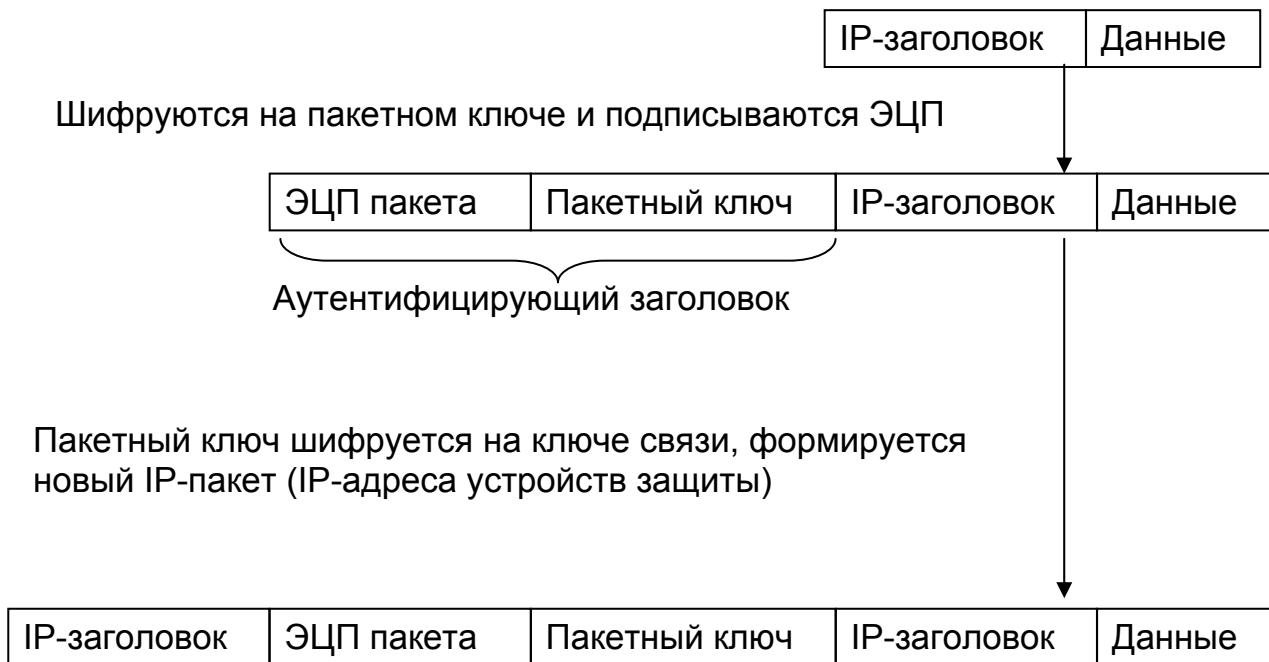 IP-заголовок Данные
Шифруются на пакетном ключе и подписываются ЭЦП
ЭЦП пакета Пакетный ключ IP-заголовок Данные
Аутентифицирующий заголовок
Пакетный ключ шифруется на ключе связи, формируется
новый IP-пакет (IP-адреса устройств защиты)
IP-заголовок ЭЦП пакета Пакетный ключ IP-заголовок Данные